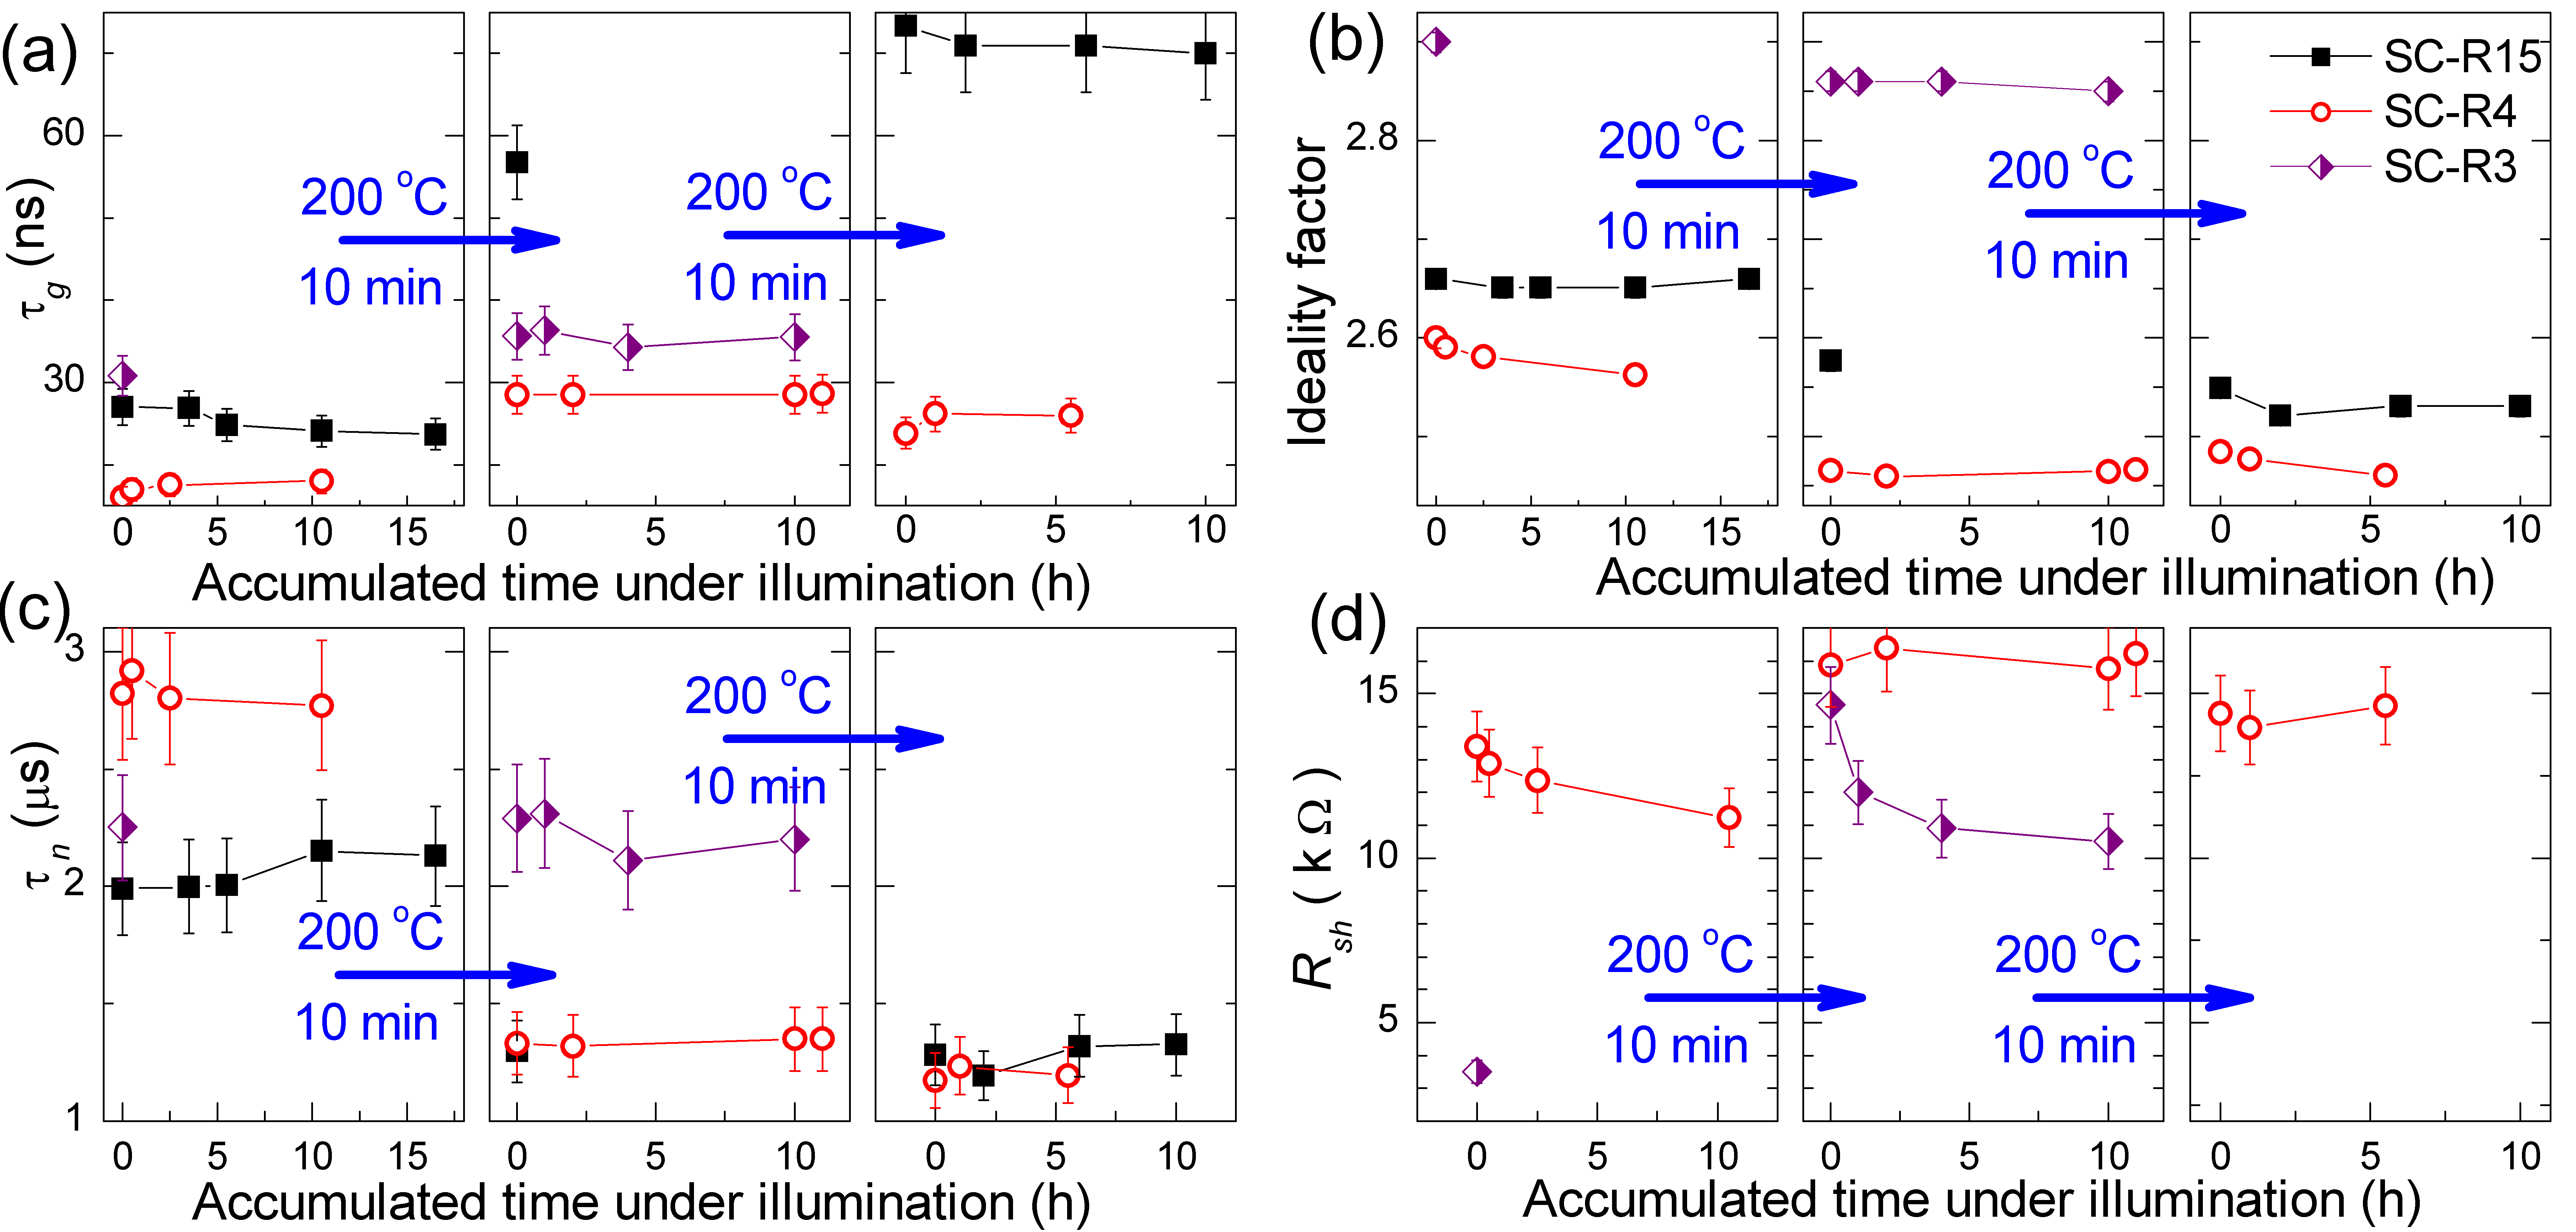 (a)
τg (ns)
60
30
200 °C
10 min
200 °C
10 min
0 5 10 15 0 5 10 0 5 10
Accumulated time under illumination (h)
(b)
Ideality factor
2.8
2.6
200 °C
10 min
200 °C
10 min
SC-R15
SC-R4
SC-R3
0 5 10 15 0 5 10 0 5 10
Accumulated time under illumination (h)
(c)
τn (μs)
3
2
1
200 °C
10 min
200 °C
10 min
0 5 10 15 0 5 10 0 5 10
Accumulated time under illumination (h)
(d)
Rsh ( k Ω )
15
10
5
200 °C
10 min
200 °C
10 min
0 5 10 0 5 10 0 5 10
Accumulated time under illumination (h)